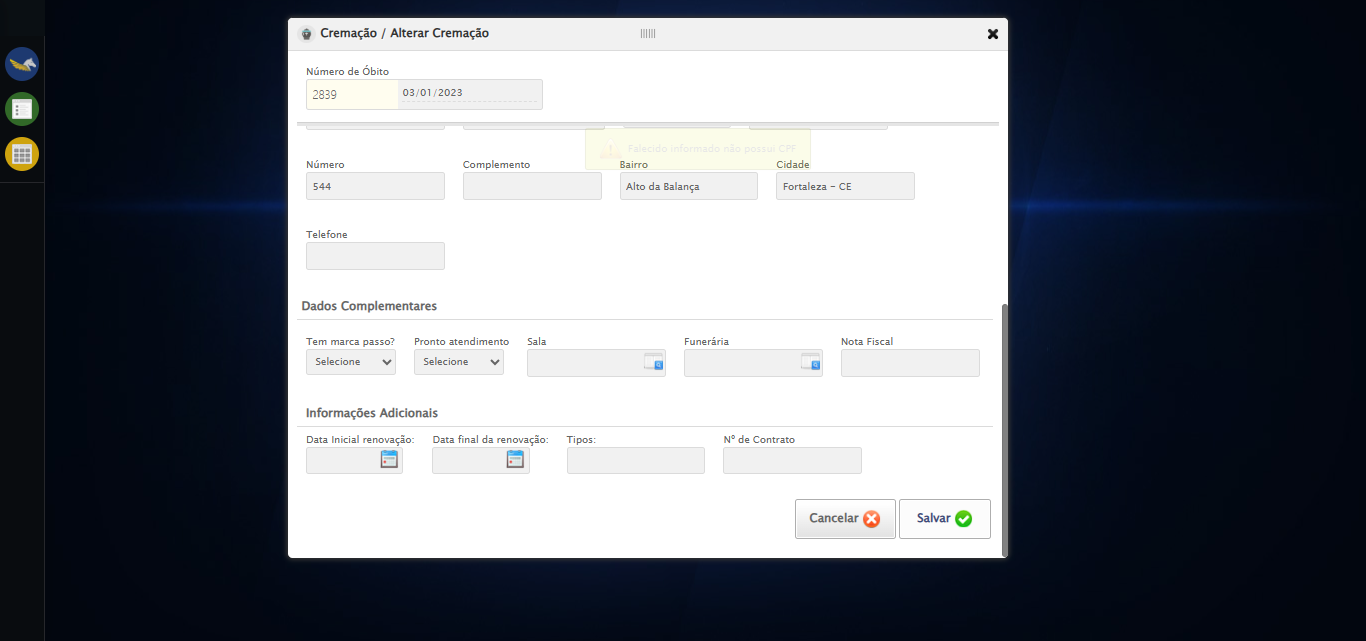 Cremação / Alterar Cremação
Número de Óbito
2839 03/01/2023
Falecido informado não possui CPF
Número Complemento Bairro Cidade
544 Alto da Balança Fortaleza - CE
Telefone
Dados Complementares
Tem marca passo? Pronto atendimento Sala Funerária Nota Fiscal
Selecione Selecione
Informações Adicionais
Data Inicial renovação: Data final da renovação: Tipos: Nº de Contrato
Cancelar Salvar